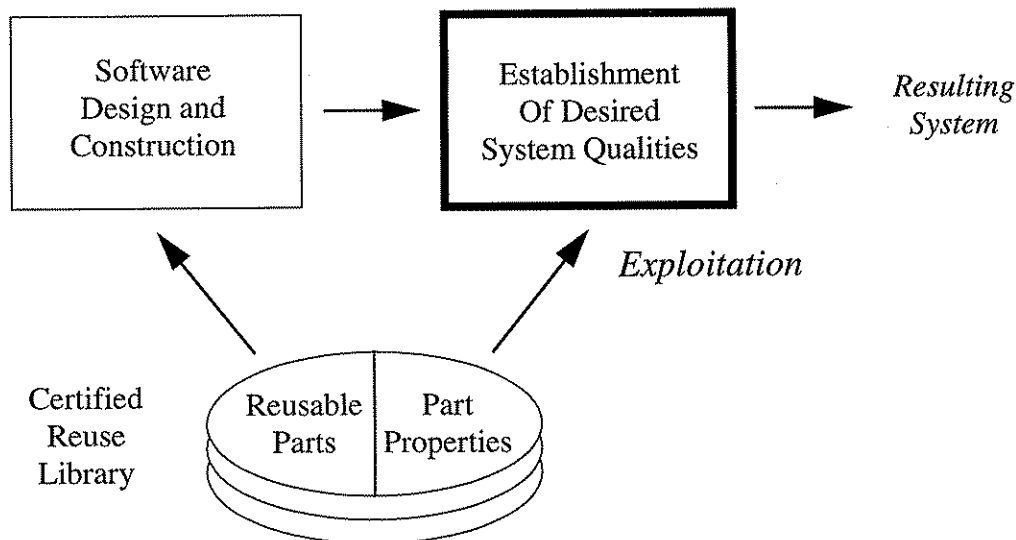 Software
Design and
Construction
Establishment
Of Desired
System Qualities
Resulting
System
Exploitation
Certified
Reuse
Library
Reusable
Parts
Part
Properties